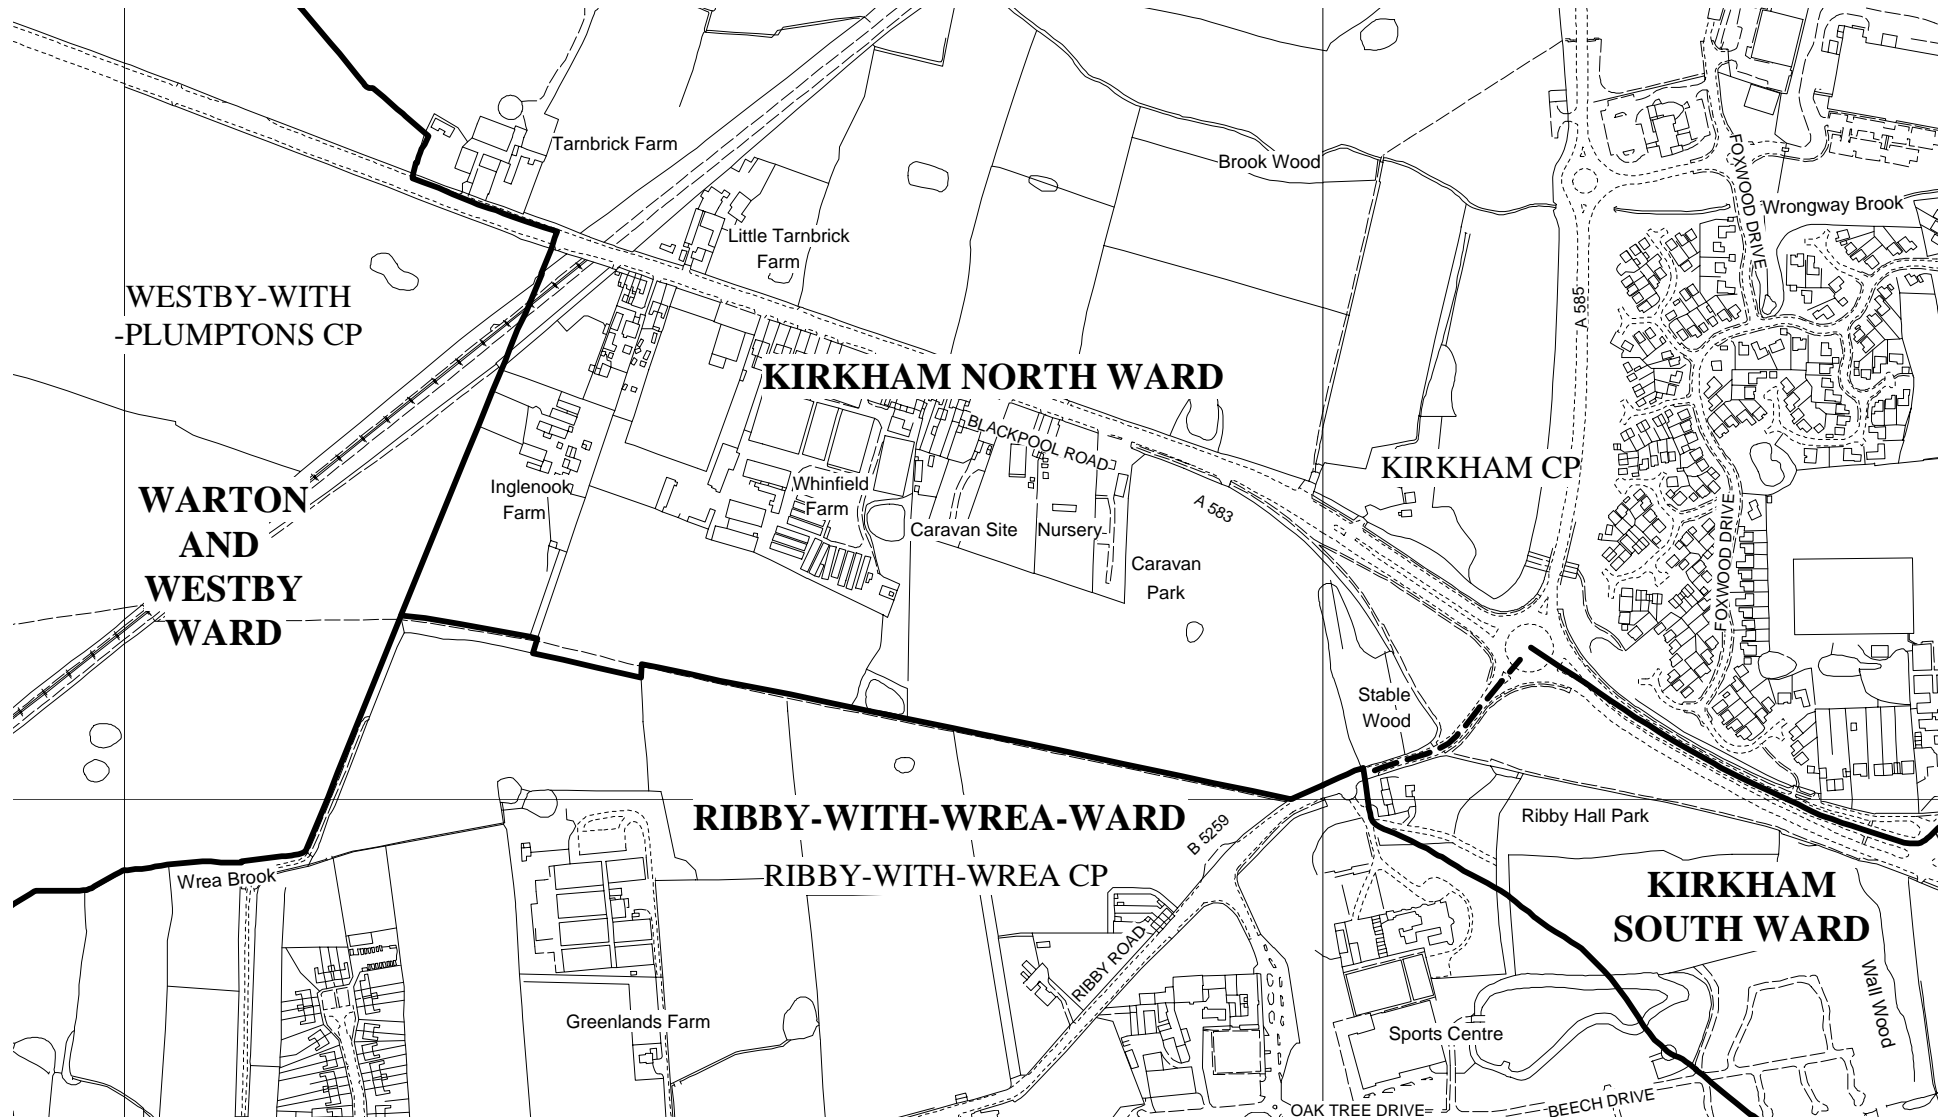 Tarnbrick Farm
Brook Wood
FOXWOOD DRIVE
Wrongway Brook
Little Tarnbrick
Farm
WESTBY-WITH
-PLUMPTONS CP
A 585
KIRKHAM NORTH WARD
BLACKPOOL ROAD
KIRKHAM CP
WARTON
AND
WESTBY
WARD
Inglenook
Farm
Whinfield
Farm
A 583
Caravan Site
Nursery
Caravan
Park
FOXWOOD DRIVE
FOXWOOD DRIVE
Stable
Wood
RIBBY-WITH-WREA-WARD
B 5259
Ribby Hall Park
Wrea Brook
RIBBY-WITH-WREA CP
KIRKHAM
SOUTH WARD
RIBBY ROAD
Wall Wood
Greenlands Farm
Sports Centre
OAK TREE DRIVE
BEECH DRIVE